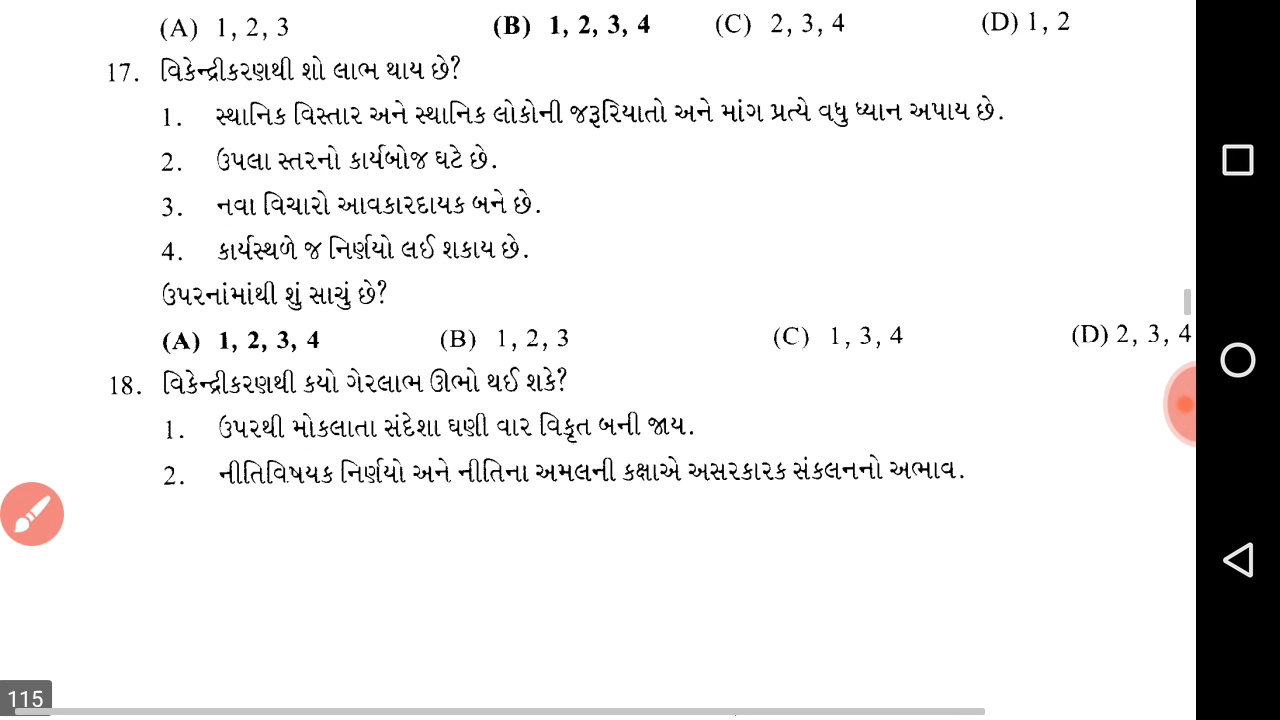 (A) 1, 2, 3 (B) 1, 2, 3, 4 (C) 2, 3, 4 (D) 1, 2
17. વિકેન્દ્રીકરણથી શો લાભ થાય છે?
1. સ્થાનિક વિસ્તાર અને સ્થાનિક લોકોની જરૂરિયાતો અને માંગ પ્રત્યે વધુ ધ્યાન અપાય છે.
2. ઉપલા સ્તરનો કાર્યબોજ ઘટે છે.
3. નવા વિચારો આવકારદાયક બને છે.
4. કાર્યસ્થળે જ નિર્ણયો લઈ શકાય છે.
ઉપરનાંમાંથી શું સાચું છે?
(A) 1, 2, 3, 4 (B) 1, 2, 3 (C) 1, 3, 4 (D) 2, 3, 4
18. વિકેન્દ્રીકરણથી કયો ગેરલાભ ઊભો થઈ શકે?
1. ઉપરથી મોકલાતા સંદેશા ઘણી વાર વિકૃત બની જાય.
2. નીતિવિષયક નિર્ણયો અને નીતિના અમલની કક્ષાએ અસરકારક સંકલનનો અભાવ.
115